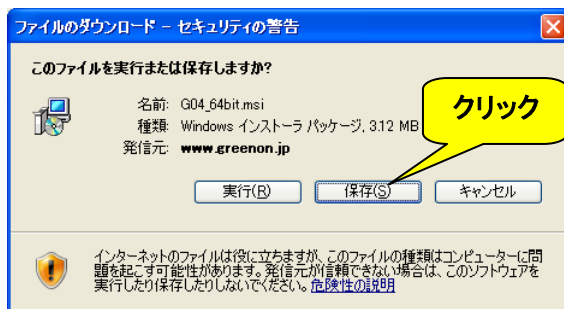 ファイルのダウンロード - セキュリティの警告
このファイルを実行または保存しますか?
名前: G04_64bit.msi
種類: Windows インストーラ パッケージ, 3.12 MB
発信元: www.greenon.jp
クリック
実行(R) 保存(S) キャンセル
インターネットのファイルは役に立ちますが、このファイルの種類はコンピューターに問
題を起こす可能性があります。発信元が信頼できない場合は、このソフトウェアを
実行したり保存したりしないでください。危険性の説明